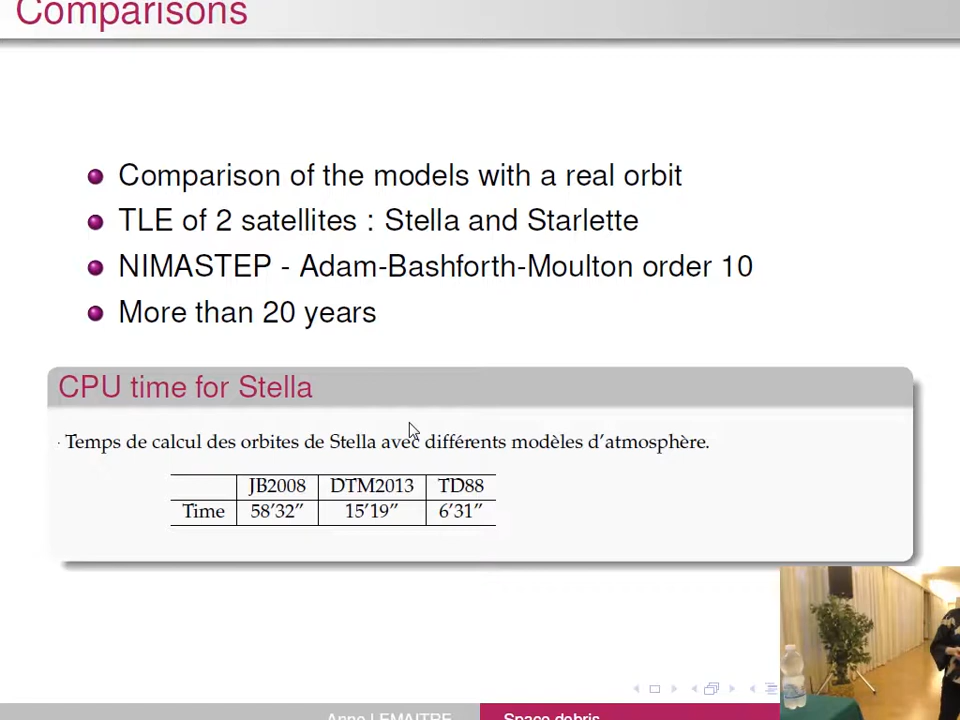 Comparisons
Comparison of the models with a real orbit
TLE of 2 satellites : Stella and Starlette
NIMASTEP - Adam-Bashforth-Moulton order 10
More than 20 years
CPU time for Stella
Temps de calcul des orbites de Stella avec différents modèles d'atmosphère.
JB2008 DTM2013 TD88
Time 58'32" 15'19" 6'31"
Anne LEMAITRE Space debris